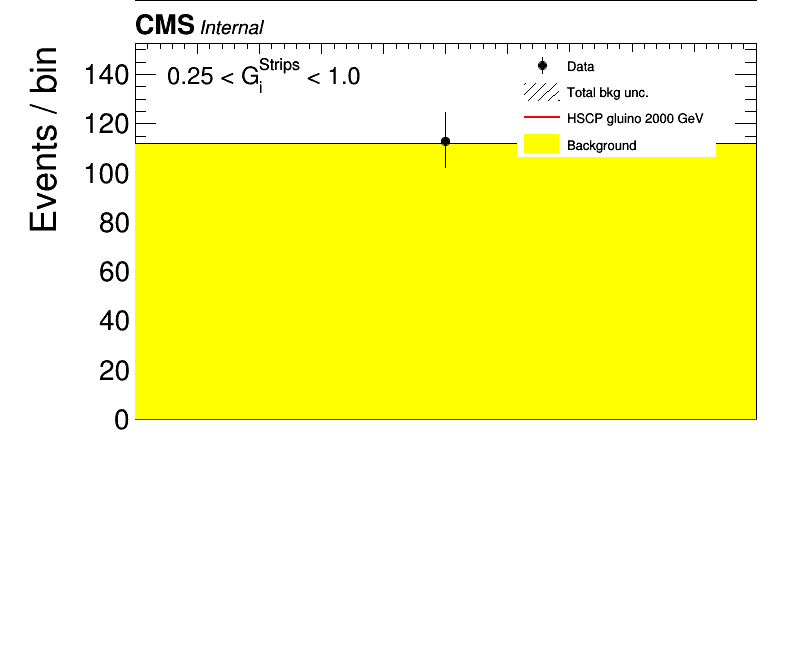 CMS Internal
Events / bin
0.25 < G_i^Strips < 1.0
Data
Total bkg unc.
HSCP gluino 2000 GeV
Background
140
120
100
80
60
40
20
0